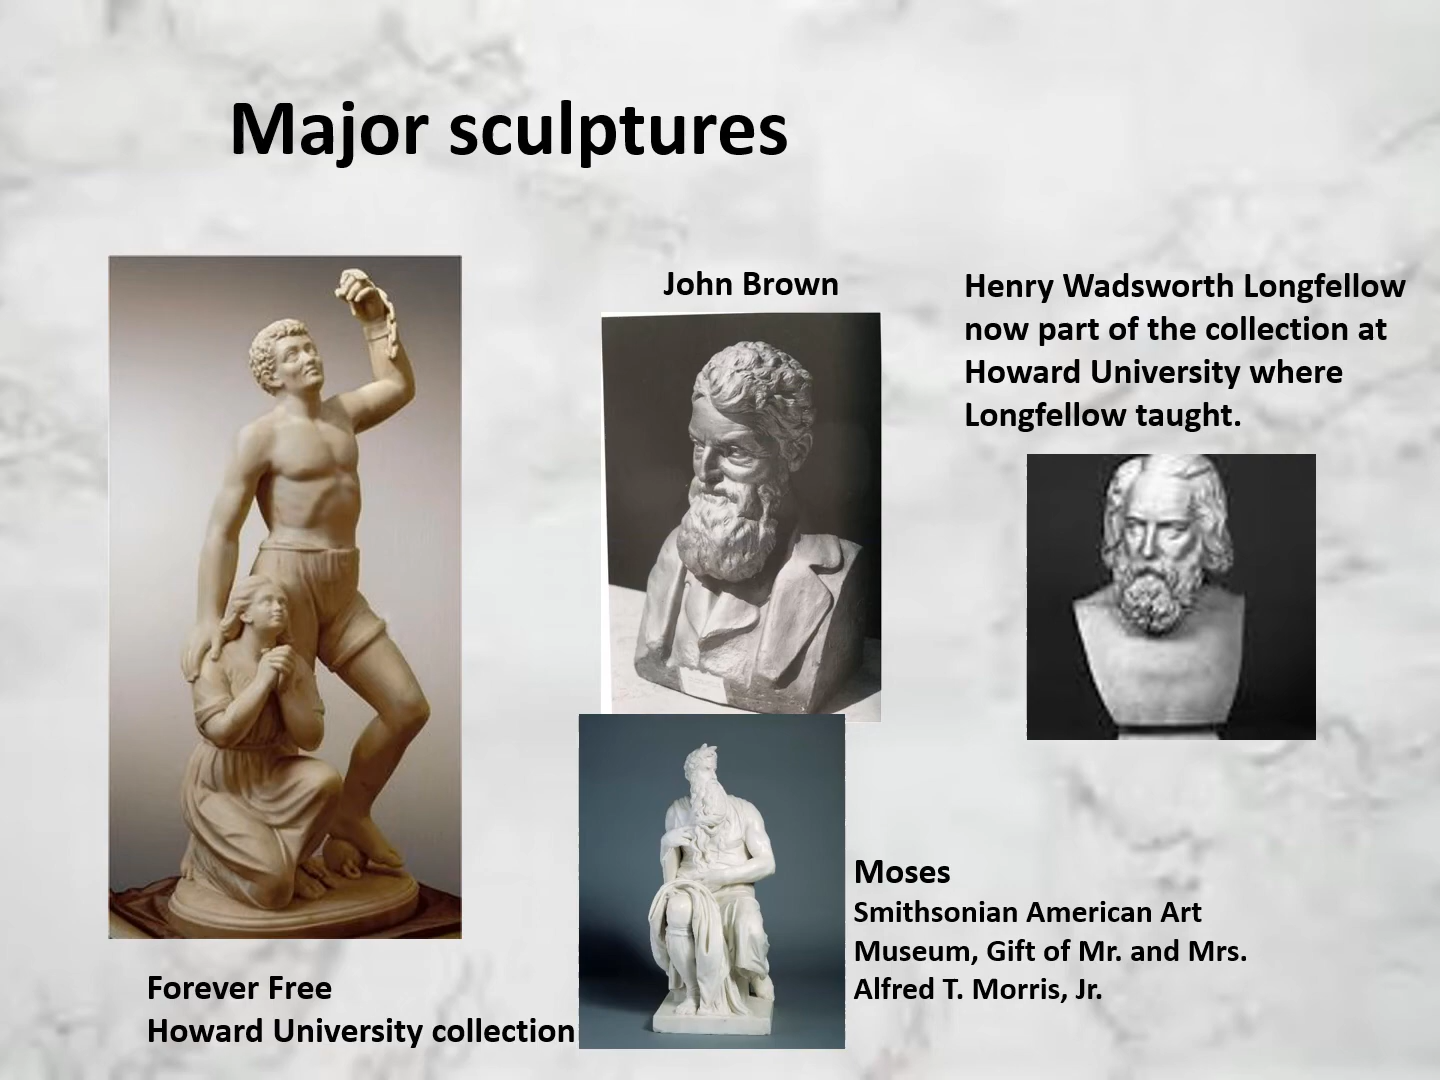 Major sculptures
John Brown
Henry Wadsworth Longfellow
now part of the collection at
Howard University where
Longfellow taught.
Moses
Smithsonian American Art
Museum, Gift of Mr. and Mrs.
Alfred T. Morris, Jr.
Forever Free
Howard University collection